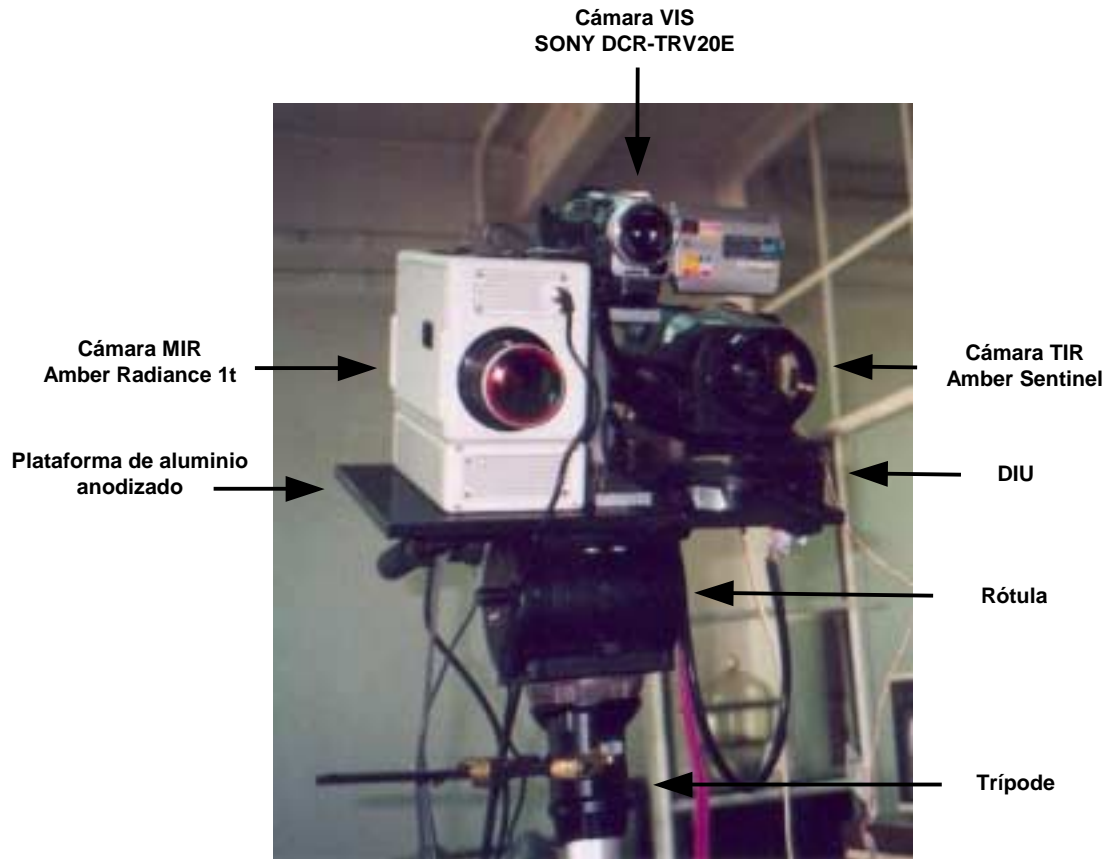 Cámara VIS
SONY DCR-TRV20E
Cámara MIR
Amber Radiance 1t
Cámara TIR
Amber Sentinel
Plataforma de aluminio
anodizado
DIU
Rótula
Trípode